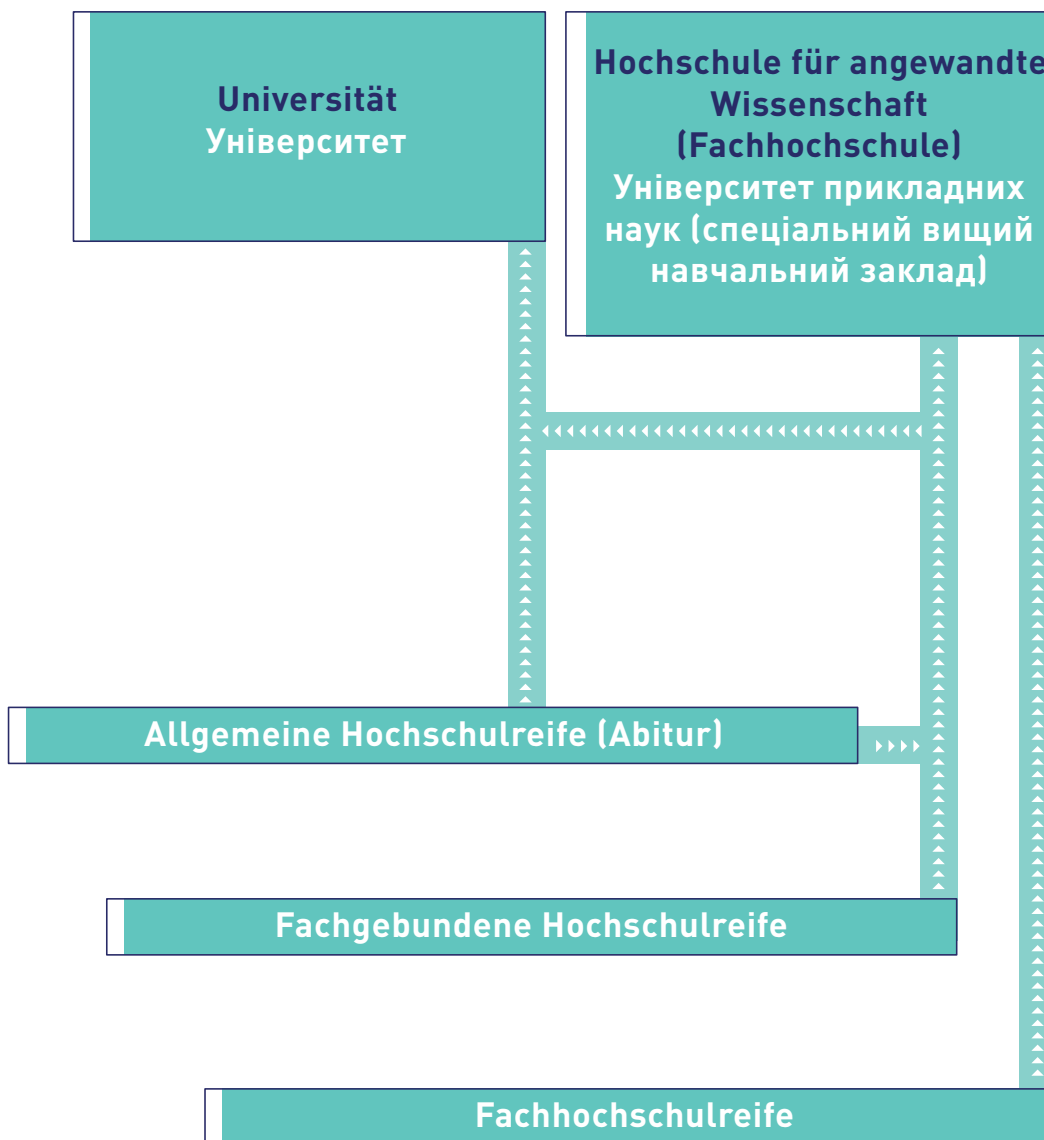 Universität
Університет
Hochschule für angewandte
Wissenschaft
(Fachhochschule)
Університет прикладних
наук (спеціальний вищий
навчальний заклад)
Allgemeine Hochschulreife (Abitur)
Fachgebundene Hochschulreife
Fachhochschulreife